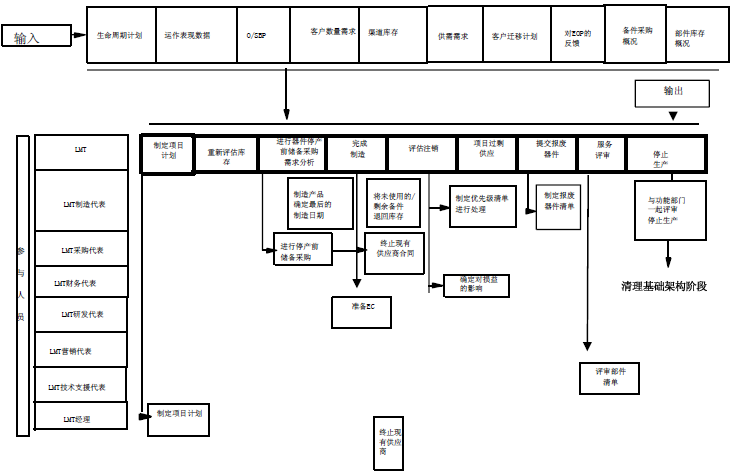 输入
生命周期计划
运作表现数据
O/SBP
客户数量需求
渠道库存
供需需求
客户迁移计划
对EOP的
反馈
备件采购
概况
部件库存
概况
输出
参与人员
LMT
制定项目
计划
重新评估库
存
进行器件停产
前储备采购
需求分析
完成
制造
评估注销
项目过剩
供应
提交报废
器件
服务
评审
停止
生产
LMT制造代表
制造产品
确定最后的
制造日期
将未使用的/
剩余备件
退回库存
制定优先级清单
进行处理
制定报废
器件清单
与功能部门
一起评审
停止生产
LMT采购代表
进行停产前
储备采购
终止现有
供应商合同
LMT财务代表
确定对损益
的影响
清理基础架构阶段
LMT研发代表
准备EC
LMT营销代表
评审部件
清单
LMT技术支援代表
LMT经理
制定项目计划
终止现
有供应
商